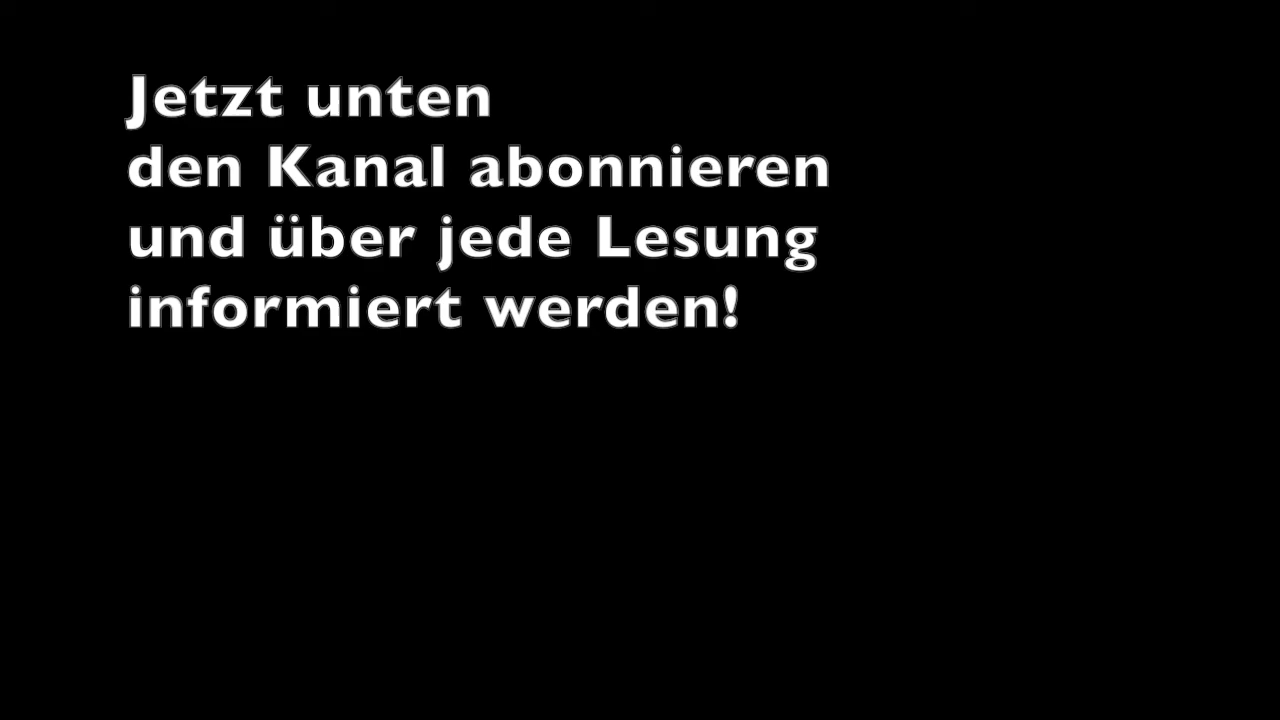 Jetzt unten
den Kanal abonnieren
und über jede Lesung
informiert werden!